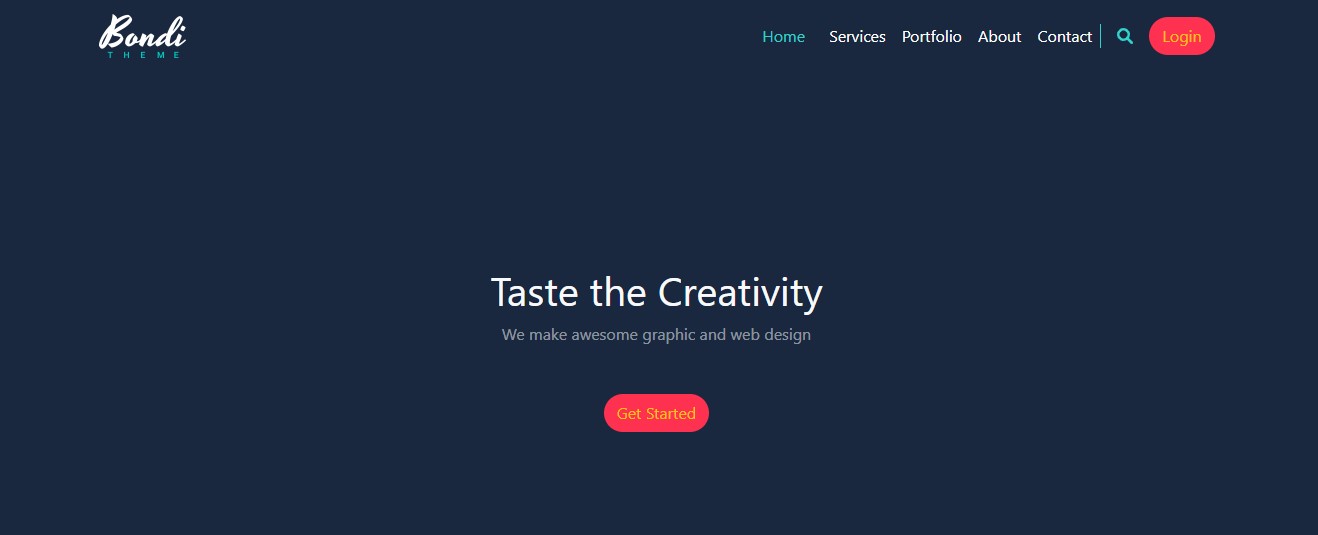 Bondi
THEME
Home Services Portfolio About Contact Login
Taste the Creativity
We make awesome graphic and web design
Get Started